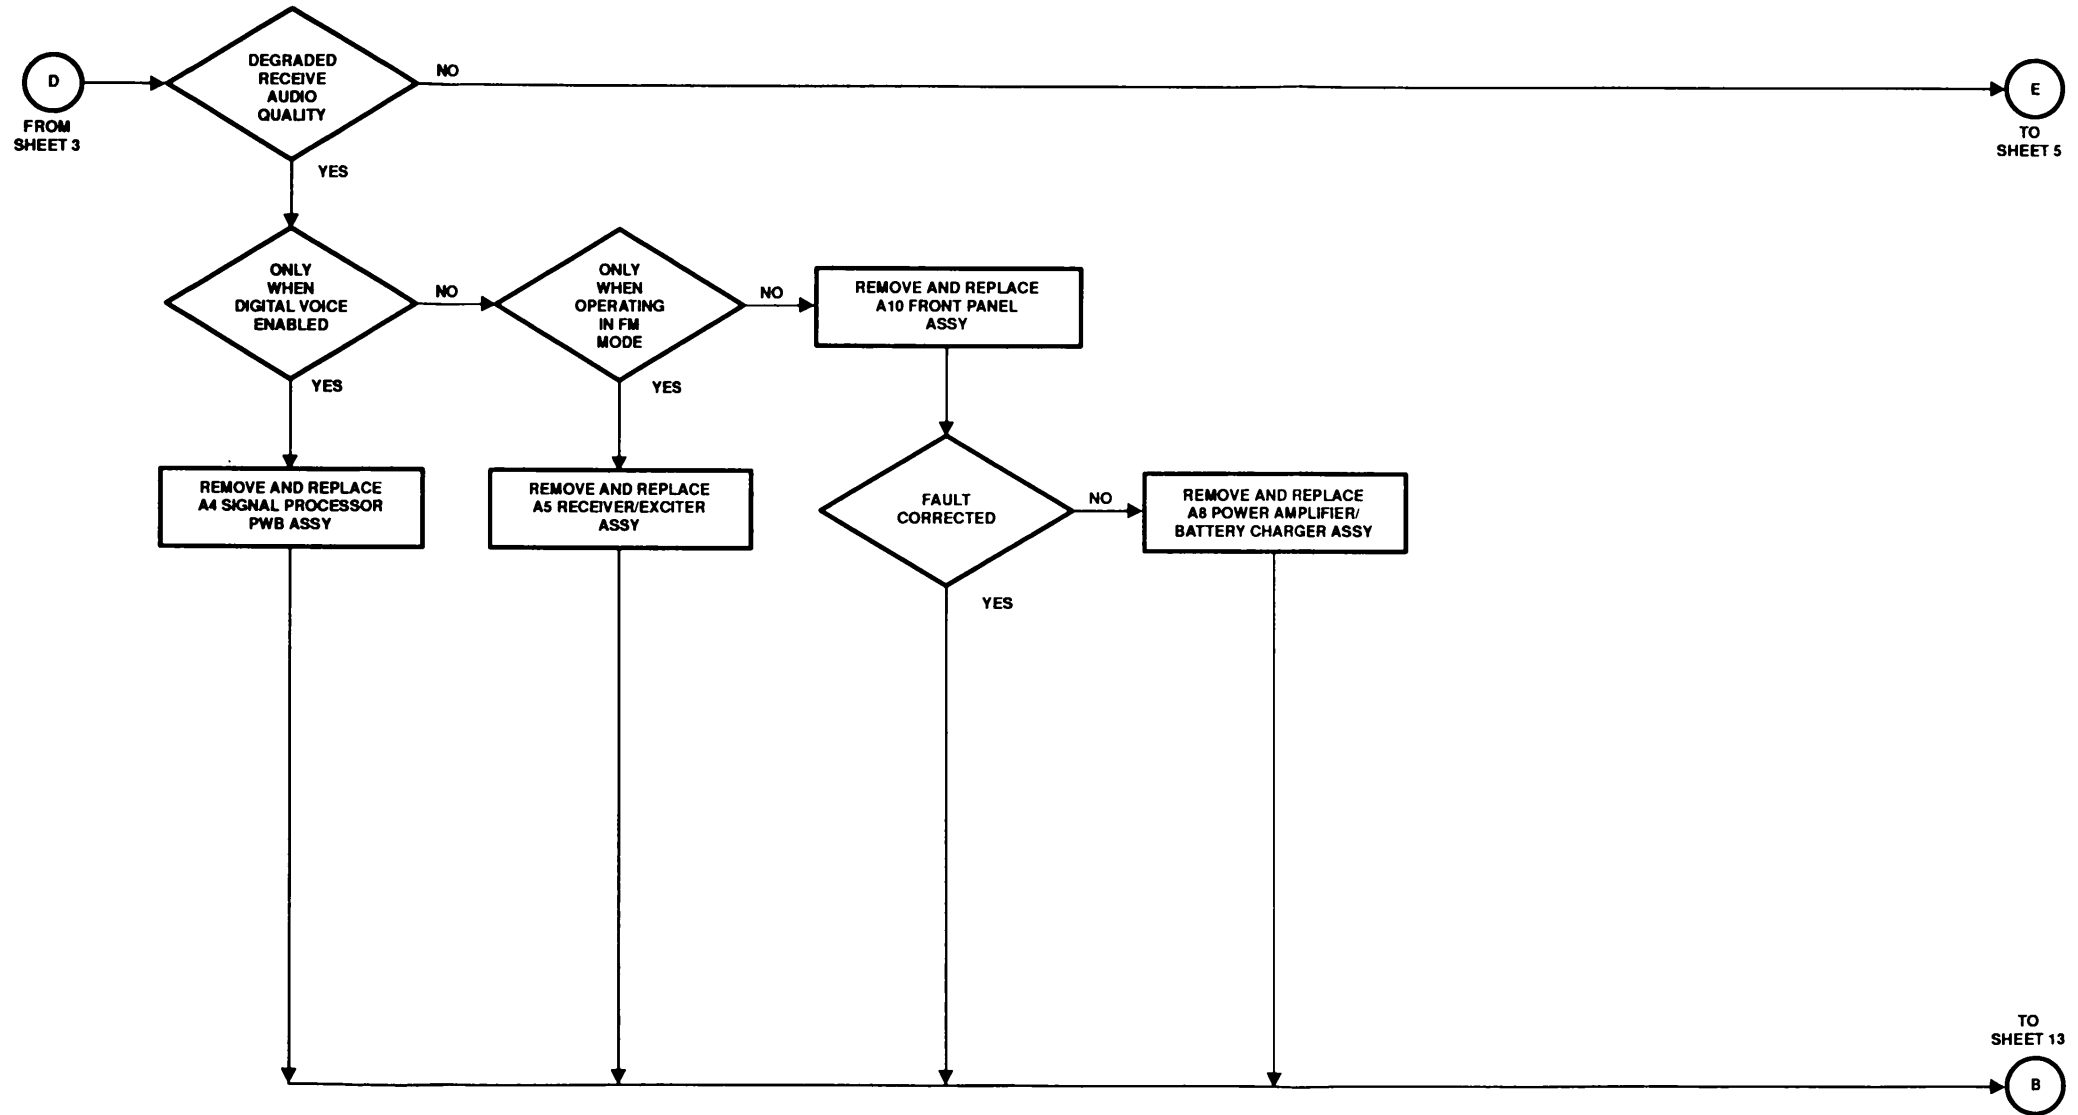 D
FROM
SHEET 3
DEGRADED
RECEIVE
AUDIO
QUALITY
NO
E
TO
SHEET 5
YES
ONLY
WHEN
DIGITAL VOICE
ENABLED
NO
ONLY
WHEN
OPERATING
IN FM
MODE
NO
REMOVE AND REPLACE
A10 FRONT PANEL
ASSY
YES
YES
REMOVE AND REPLACE
A4 SIGNAL PROCESSOR
PWB ASSY
REMOVE AND REPLACE
A5 RECEIVER/EXCITER
ASSY
FAULT
CORRECTED
NO
REMOVE AND REPLACE
A8 POWER AMPLIFIER/
BATTERY CHARGER ASSY
YES
TO
SHEET 13
B